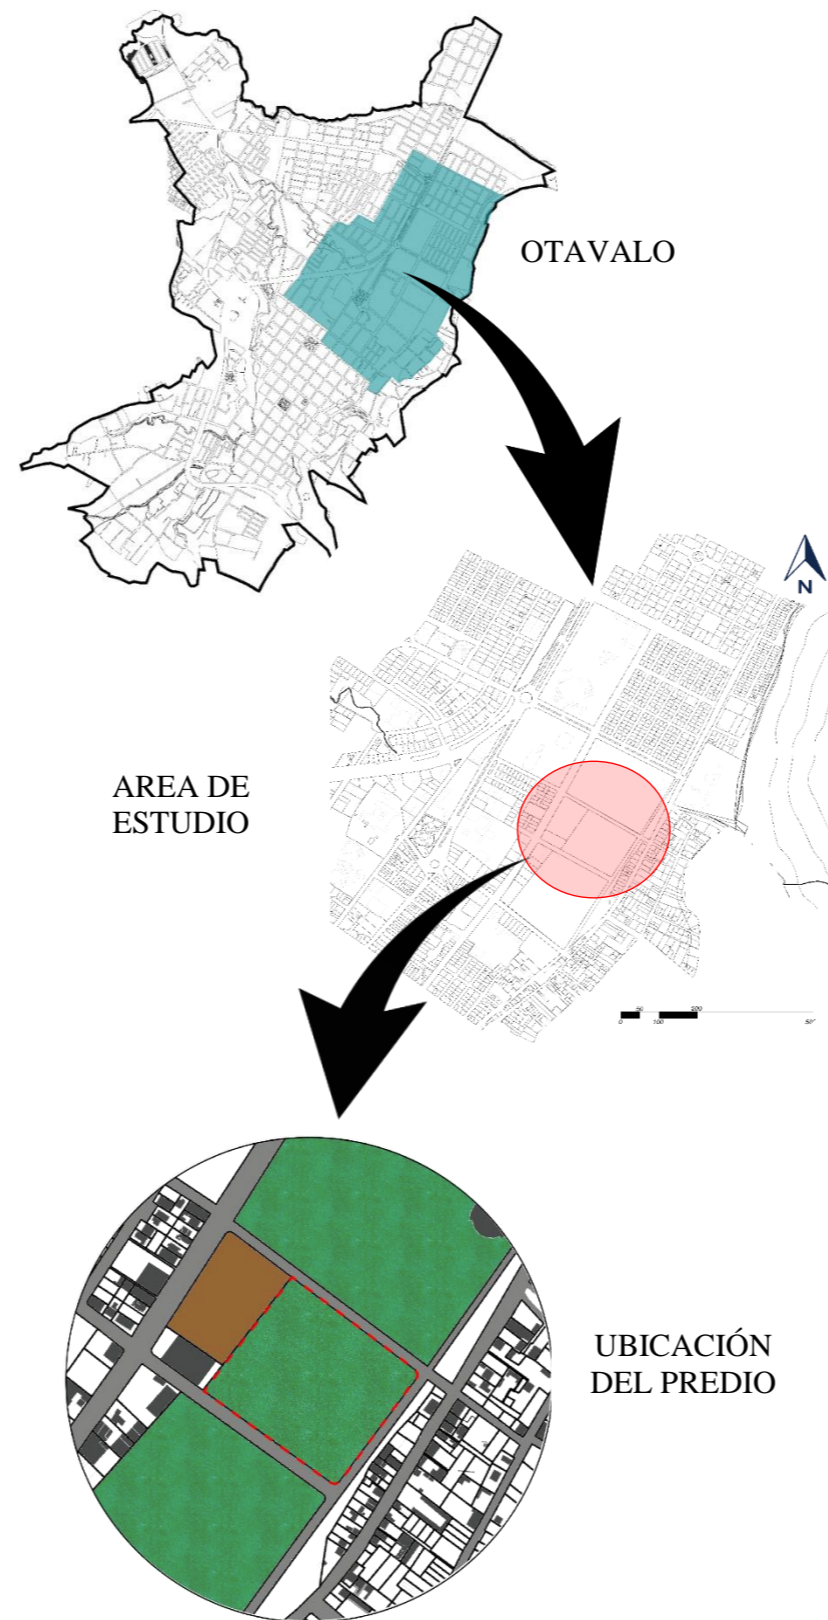 OTAVALO
N
AREA DE
ESTUDIO
50 200
0 100
UBICACIÓN
DEL PREDIO